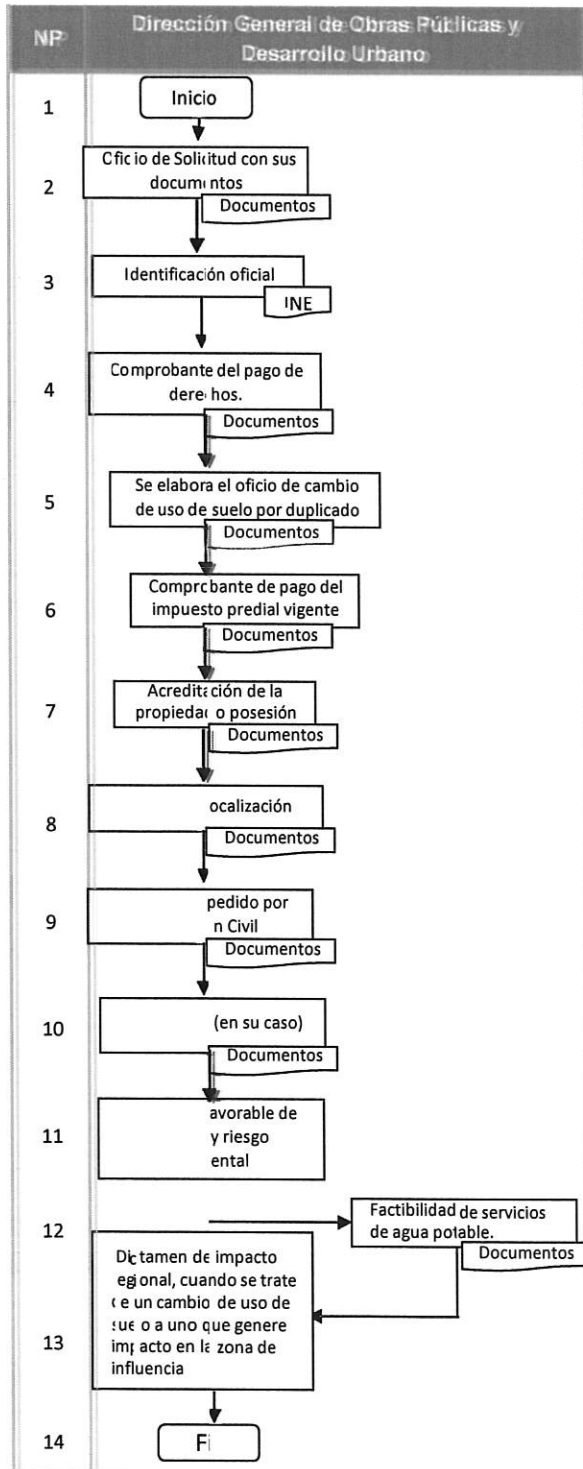 NP
Dirección General de Obras Públicas y
Desarrollo Urbano
1
Inicio
2
Oficio de Solicitud con sus
documentos
Documentos
3
Identificación oficial
INE
4
Comprobante del pago de
derechos.
Documentos
5
Se elabora el oficio de cambio
de uso de suelo por duplicado
Documentos
6
Comprobante de pago del
impuesto predial vigente
Documentos
7
Acreditación de la
propiedad o posesión
Documentos
8
ocalización
Documentos
9
pedido por
n Civil
Documentos
10
(en su caso)
Documentos
11
avorable de
y riesgo
ental
12
Factibilidad de servicios
de agua potable.
Documentos
13
Dictamen de impacto
egional, cuando se trate
de un cambio de uso de
suelo a uno que genere
impacto en la zona de
influencia
14
Fi